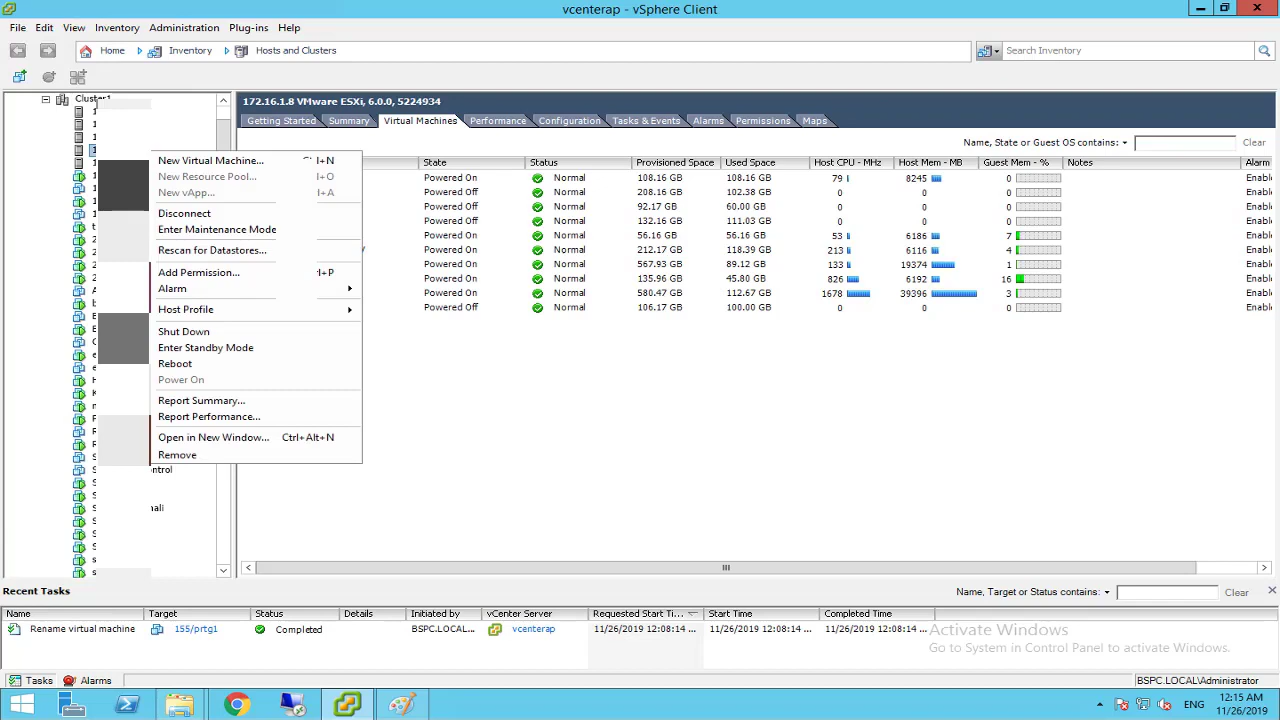 vcenterap - vSphere Client
File Edit View Inventory Administration Plug-ins Help
Home Inventory Hosts and Clusters
Search Inventory
Cluster1
172.16.1.8 VMware ESXi, 6.0.0, 5224934
Getting Started Summary Virtual Machines Performance Configuration Tasks & Events Alarms Permissions Maps
Name, State or Guest OS contains: Clear
State Status Provisioned Space Used Space Host CPU - MHz Host Mem - MB Guest Mem - % Notes Alarm
Powered On Normal 108.16 GB 108.16 GB 79 8245 0 Enable
Powered Off Normal 208.16 GB 102.38 GB 0 0 0 Enable
Powered Off Normal 92.17 GB 60.00 GB 0 0 0 Enable
Powered Off Normal 132.16 GB 111.03 GB 0 0 0 Enable
Powered On Normal 56.16 GB 56.16 GB 53 6186 7 Enable
Powered On Normal 212.17 GB 118.39 GB 213 6116 4 Enable
Powered On Normal 567.93 GB 89.12 GB 133 19374 1 Enable
Powered On Normal 135.96 GB 45.80 GB 826 6192 16 Enable
Powered On Normal 580.47 GB 112.67 GB 1678 39396 3 Enable
Powered Off Normal 106.17 GB 100.00 GB 0 0 0 Enable
New Virtual Machine... l+N
New Resource Pool... l+O
New vApp... l+A
Disconnect
Enter Maintenance Mode
Rescan for Datastores...
Add Permission... l+P
Alarm
Host Profile
Shut Down
Enter Standby Mode
Reboot
Power On
Report Summary...
Report Performance...
Open in New Window... Ctrl+Alt+N
Remove
Recent Tasks
Name, Target or Status contains: Clear
Name Target Status Details Initiated by vCenter Server Requested Start Ti... Start Time Completed Time
Rename virtual machine 155/prtg1 Completed BSPC.LOCAL... vcenterap 11/26/2019 12:08:14 ... 11/26/2019 12:08:14 ... 11/26/2019 12:08:14 ...
Activate Windows
Go to System in Control Panel to activate Windows.
Tasks Alarms
BSPC.LOCAL\Administrator
ENG
12:15 AM
11/26/2019